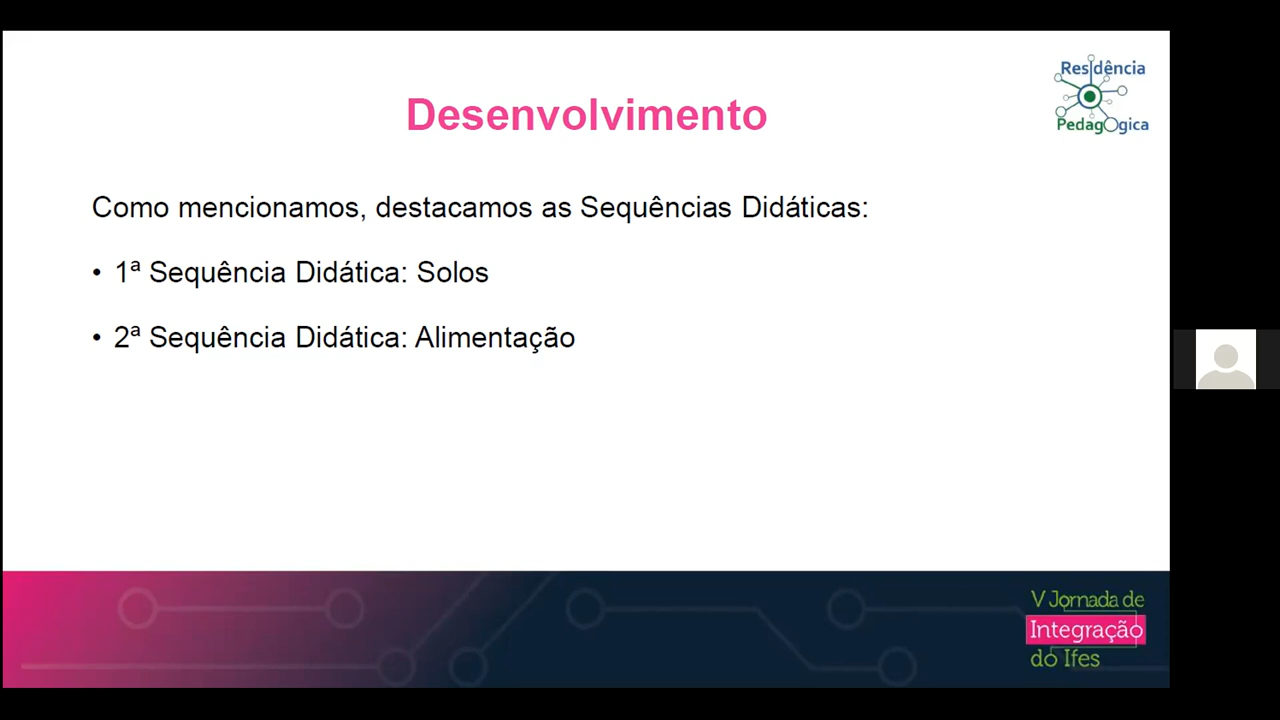 Residência
Pedagógica
Desenvolvimento
Como mencionamos, destacamos as Sequências Didáticas:
• 1ª Sequência Didática: Solos
• 2ª Sequência Didática: Alimentação
V Jornada de
Integração
do Ifes